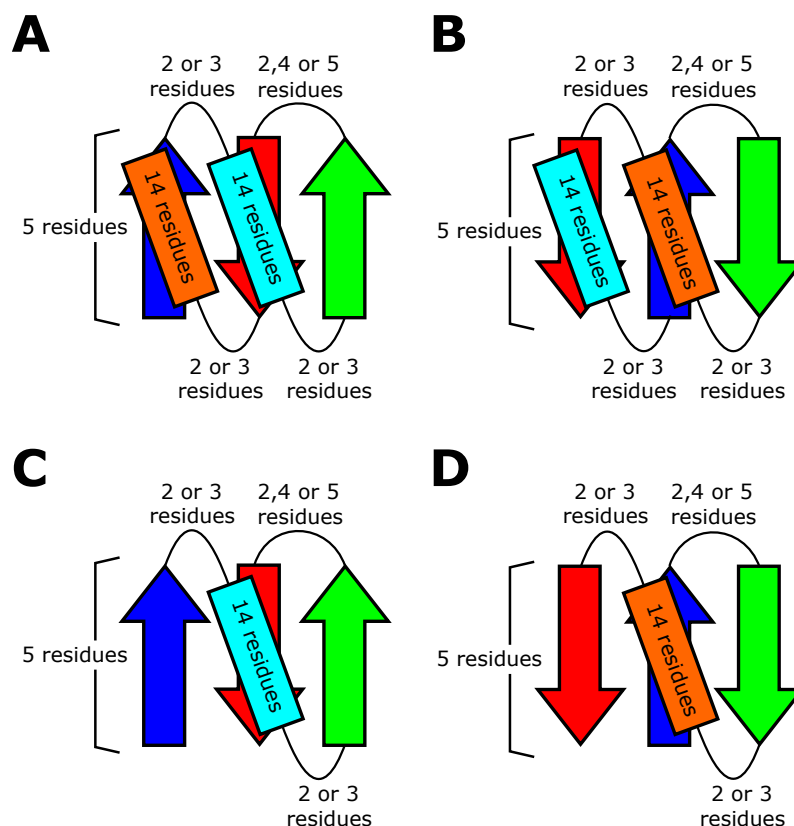 A
B
2 or 3
residues
2,4 or 5
residues
2 or 3
residues
2,4 or 5
residues
5 residues
14 residues
14 residues
5 residues
14 residues
14 residues
2 or 3
residues
2 or 3
residues
2 or 3
residues
2 or 3
residues
C
D
2 or 3
residues
2,4 or 5
residues
2 or 3
residues
2,4 or 5
residues
5 residues
14 residues
5 residues
14 residues
2 or 3
residues
2 or 3
residues